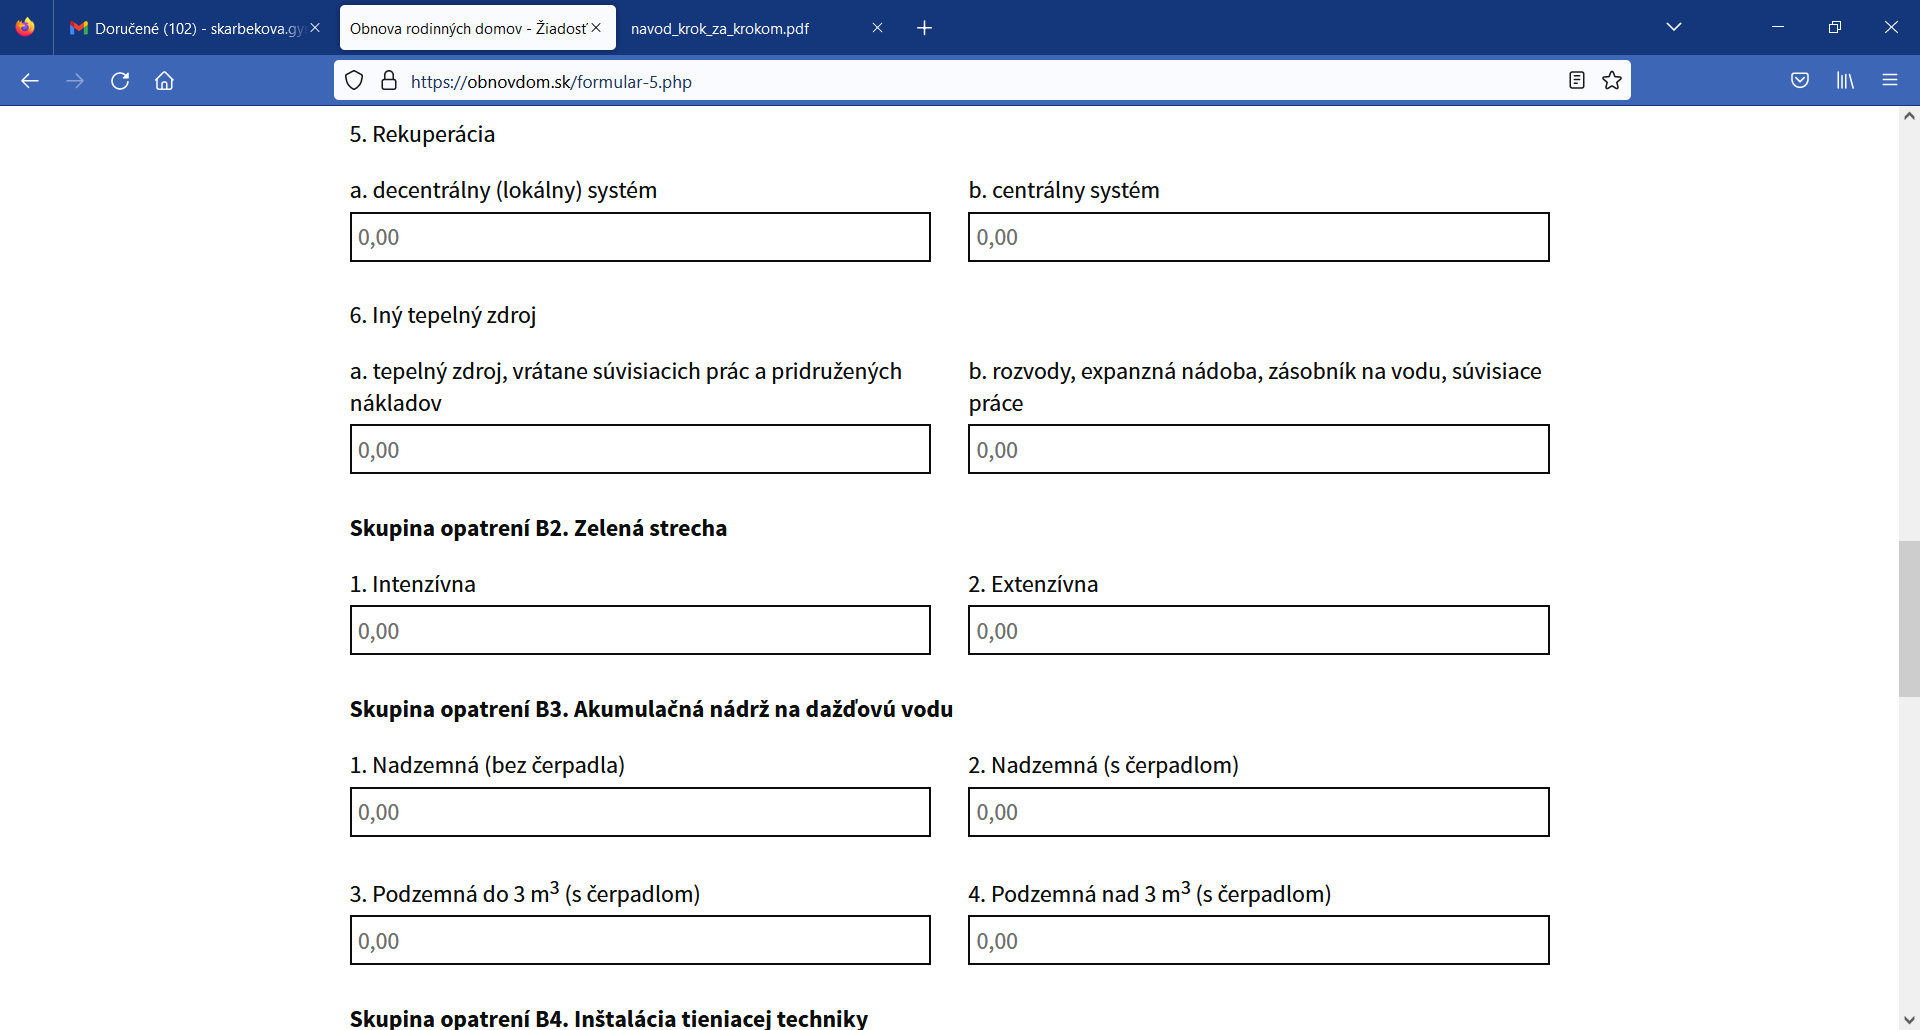 Doručené (102) - skarbekova.gy
Obnova rodinných domov - Žiadosť
navod_krok_za_krokom.pdf
https://obnovdom.sk/formular-5.php
5. Rekuperácia
a. decentrálny (lokálny) systém
b. centrálny systém
0,00
0,00
6. Iný tepelný zdroj
a. tepelný zdroj, vrátane súvisiacich prác a pridružených
nákladov
b. rozvody, expanzná nádoba, zásobník na vodu, súvisiace
práce
0,00
0,00
Skupina opatrení B2. Zelená strecha
1. Intenzívna
2. Extenzívna
0,00
0,00
Skupina opatrení B3. Akumulačná nádrž na dažďovú vodu
1. Nadzemná (bez čerpadla)
2. Nadzemná (s čerpadlom)
0,00
0,00
3. Podzemná do 3 m³ (s čerpadlom)
4. Podzemná nad 3 m³ (s čerpadlom)
0,00
0,00
Skupina opatrení B4. Inštalácia tieniacej techniky